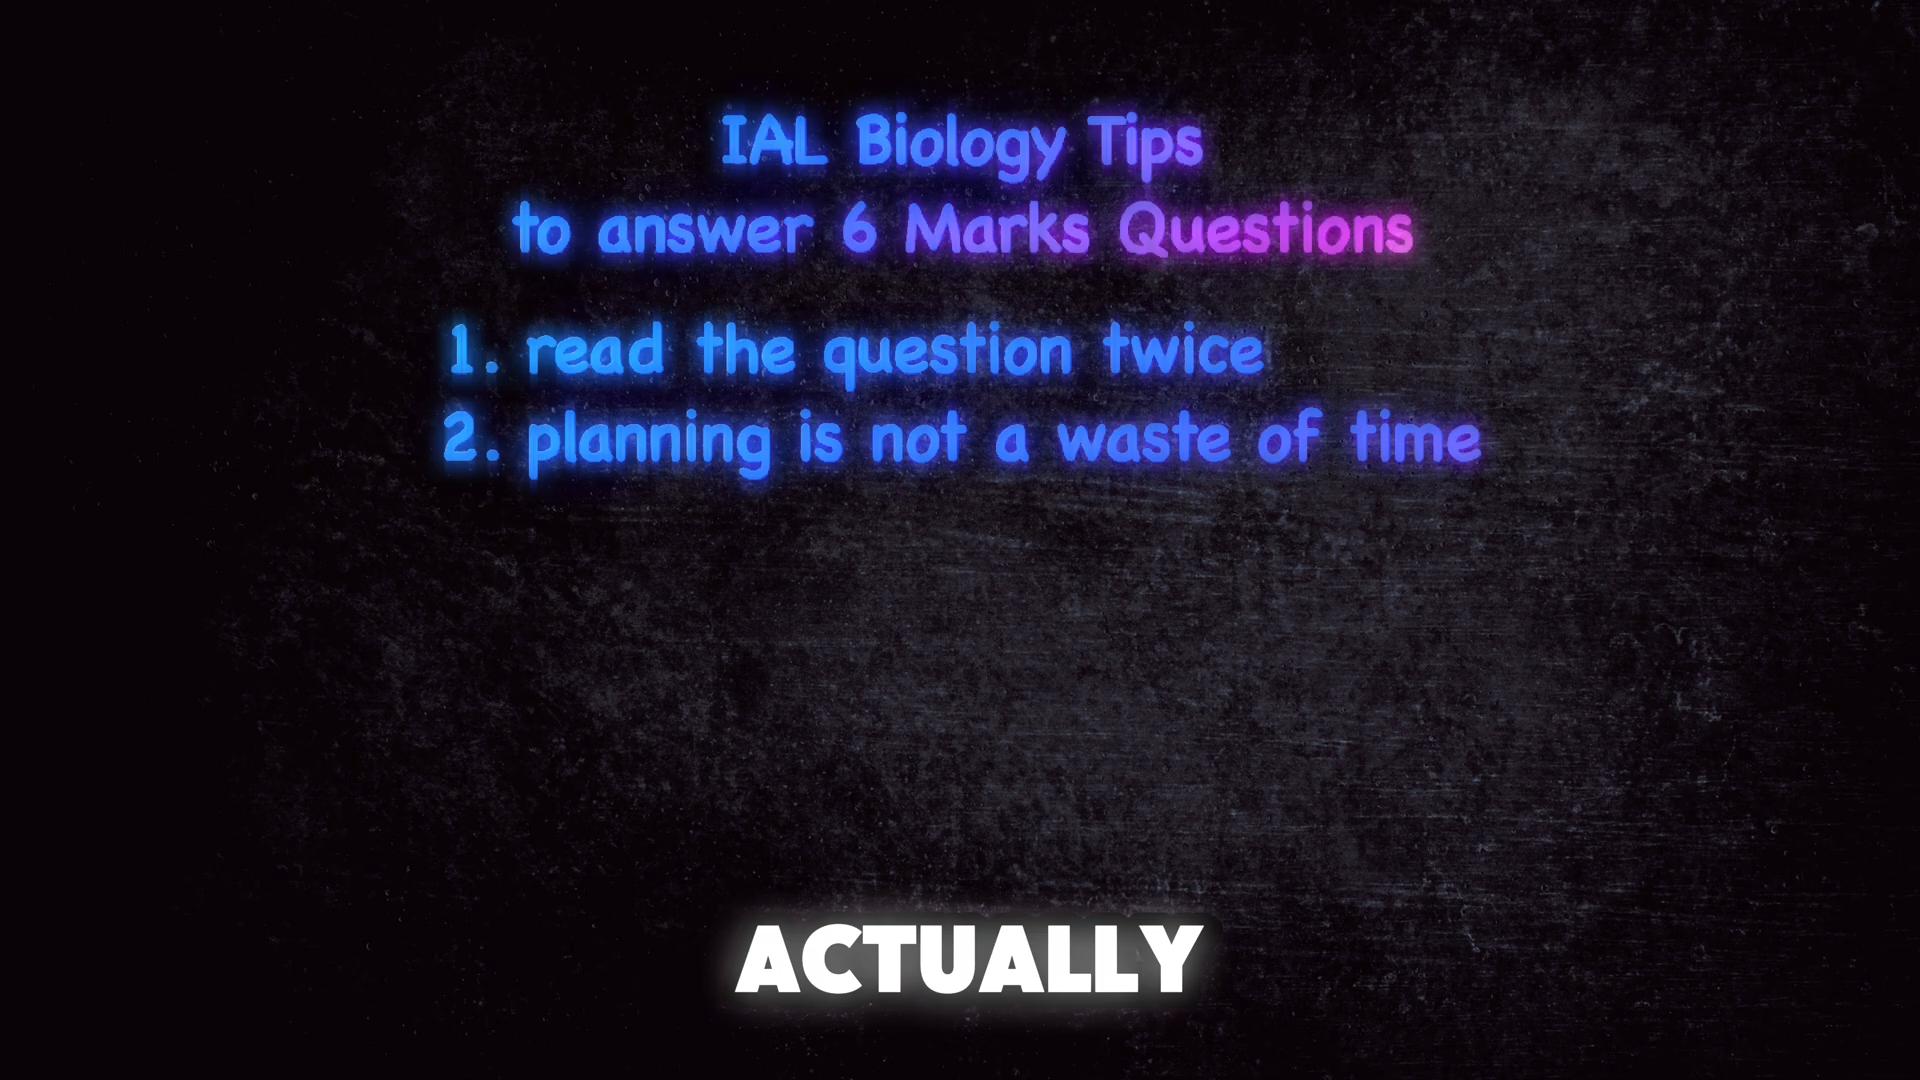 IAL Biology Tips
to answer 6 Marks Questions
1. read the question twice
2. planning is not a waste of time
ACTUALLY